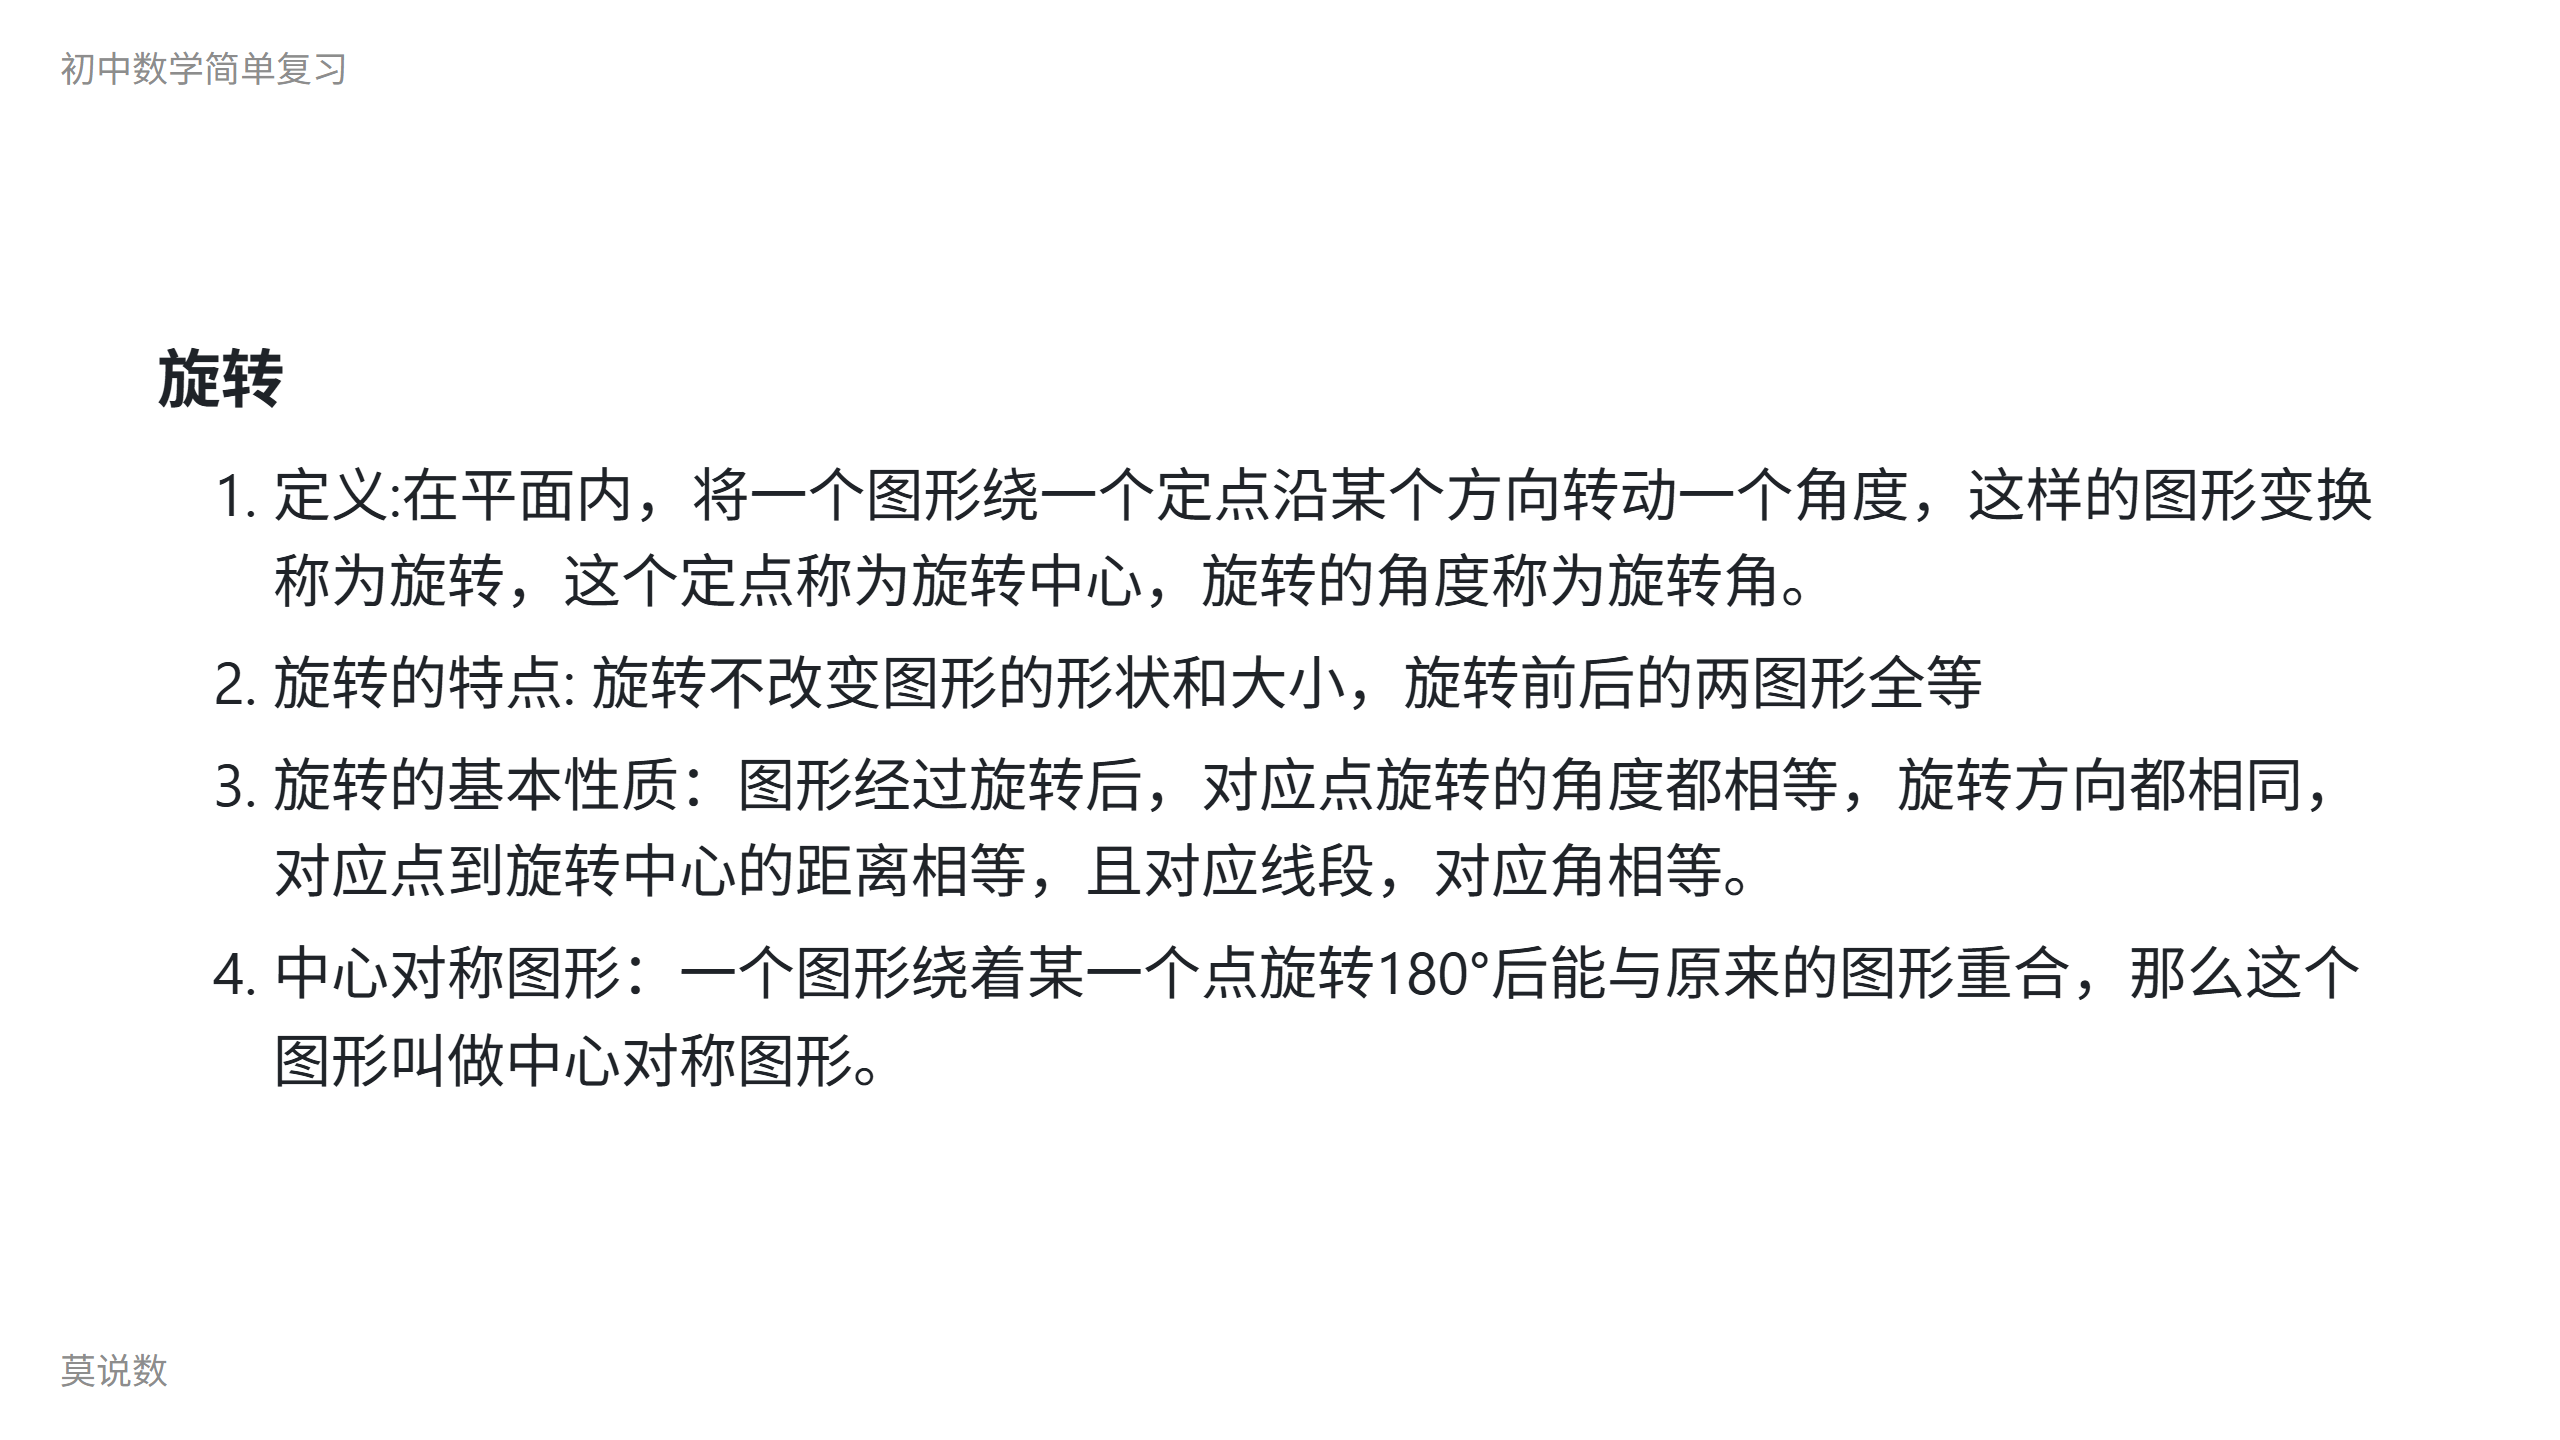 初中数学简单复习
旋转
1. 定义:在平面内，将一个图形绕一个定点沿某个方向转动一个角度，这样的图形变换
称为旋转，这个定点称为旋转中心，旋转的角度称为旋转角。
2. 旋转的特点: 旋转不改变图形的形状和大小，旋转前后的两图形全等
3. 旋转的基本性质：图形经过旋转后，对应点旋转的角度都相等，旋转方向都相同，
对应点到旋转中心的距离相等，且对应线段，对应角相等。
4. 中心对称图形：一个图形绕着某一个点旋转180°后能与原来的图形重合，那么这个
图形叫做中心对称图形。
莫说数